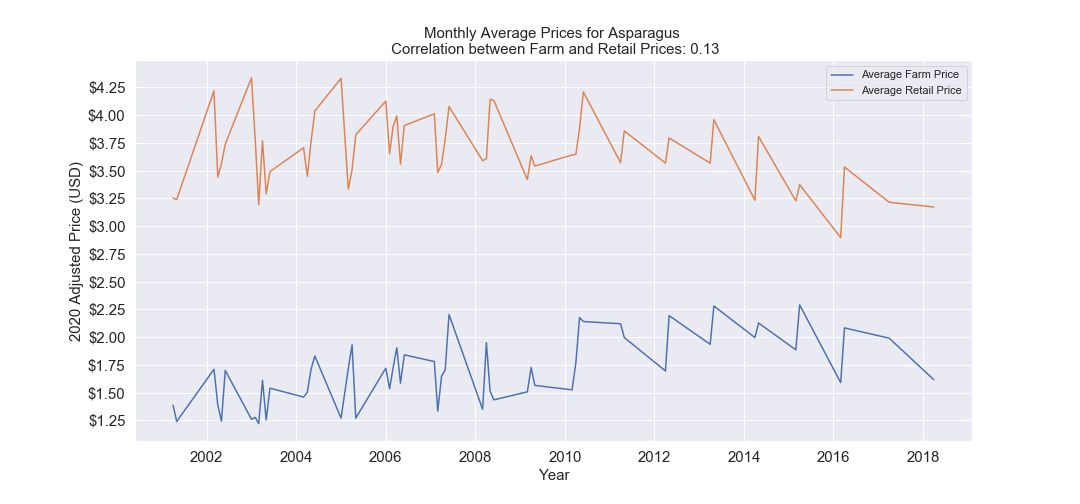 Monthly Average Prices for Asparagus
Correlation between Farm and Retail Prices: 0.13
Average Farm Price
Average Retail Price
2020 Adjusted Price (USD)
$4.25
$4.00
$3.75
$3.50
$3.25
$3.00
$2.75
$2.50
$2.25
$2.00
$1.75
$1.50
$1.25
2002 2004 2006 2008 2010 2012 2014 2016 2018
Year